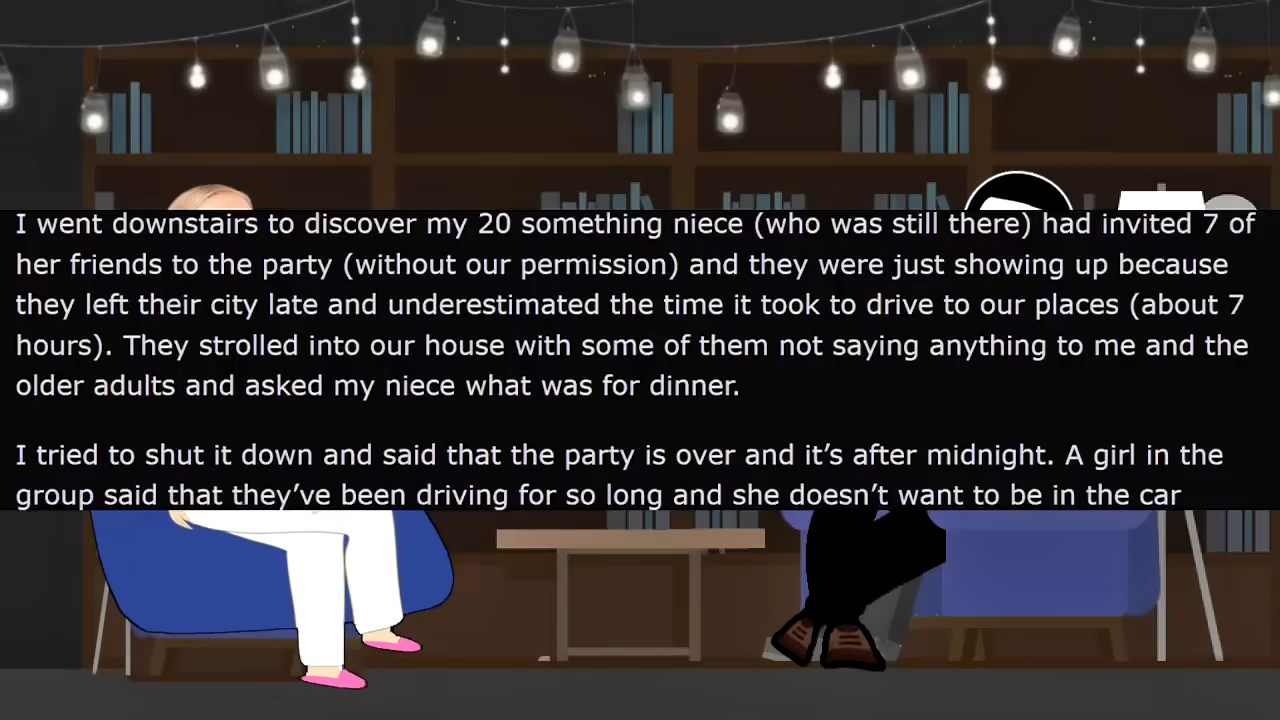 I went downstairs to discover my 20 something niece (who was still there) had invited 7 of
her friends to the party (without our permission) and they were just showing up because
they left their city late and underestimated the time it took to drive to our places (about 7
hours). They strolled into our house with some of them not saying anything to me and the
older adults and asked my niece what was for dinner.
I tried to shut it down and said that the party is over and it’s after midnight. A girl in the
group said that they’ve been driving for so long and she doesn’t want to be in the car